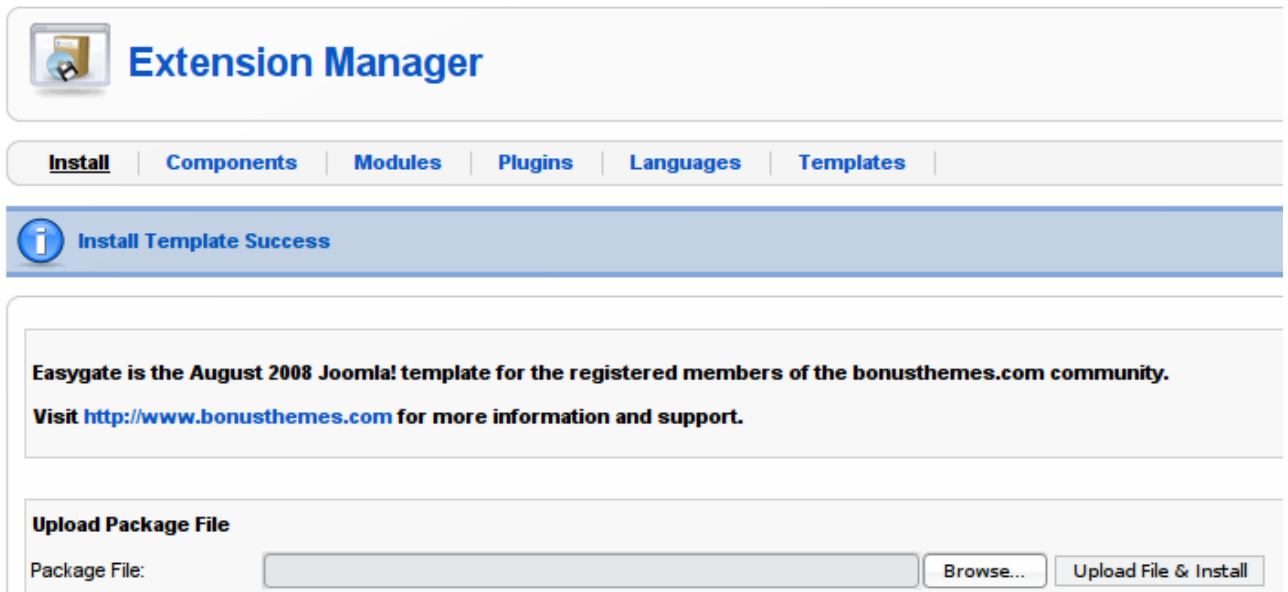 Extension Manager
Install Components Modules Plugins Languages Templates
Install Template Success
Easygate is the August 2008 Joomla! template for the registered members of the bonusthemes.com community.
Visit http://www.bonusthemes.com for more information and support.
Upload Package File
Package File: Browse... Upload File & Install